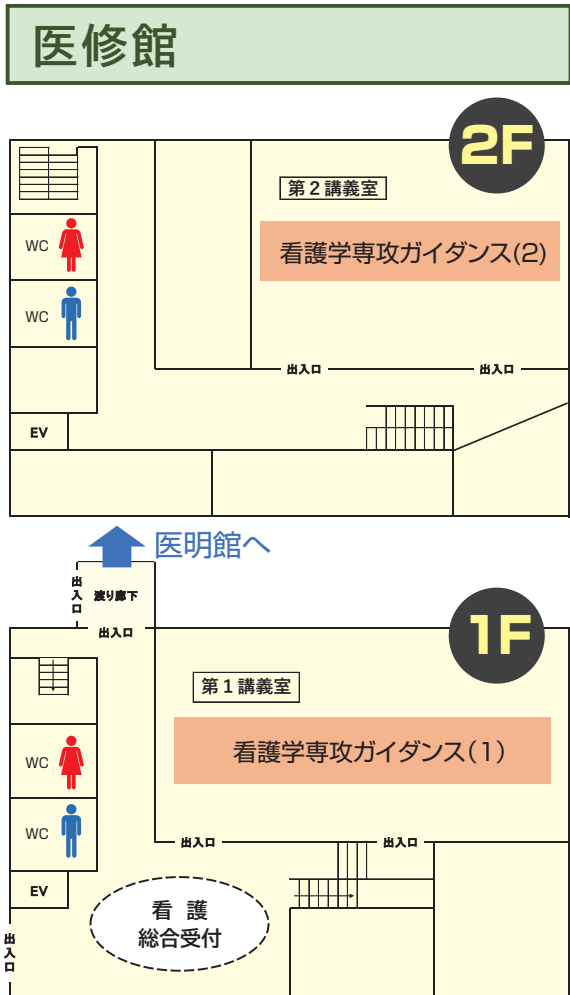 医修館
2F
第２講義室
看護学専攻ガイダンス(2)
WC
WC
出入口
出入口
EV
医明館へ
出入口
渡り廊下
出入口
1F
第１講義室
看護学専攻ガイダンス(1)
WC
WC
出入口
出入口
EV
看 護
総合受付
出入口